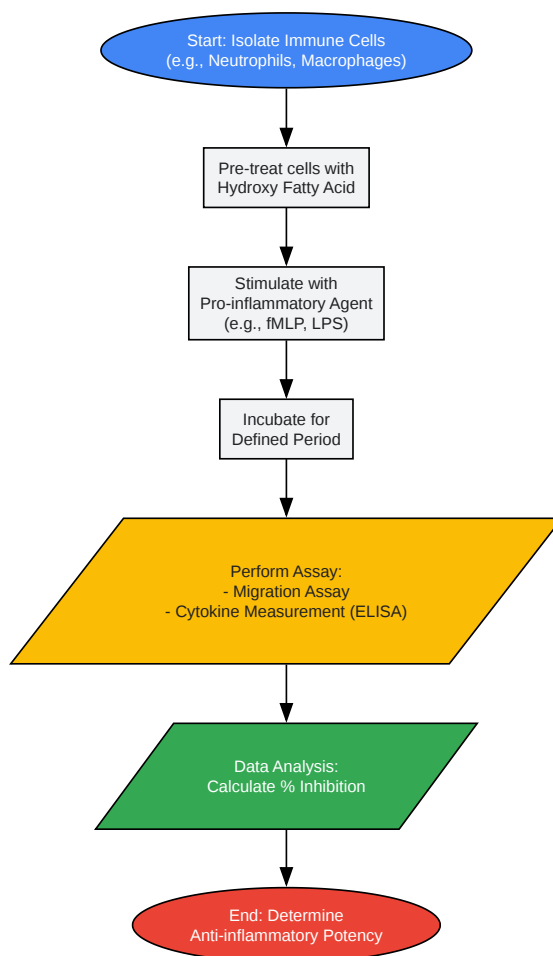 Start: Isolate Immune Cells
(e.g., Neutrophils, Macrophages)
Pre-treat cells with
Hydroxy Fatty Acid
Stimulate with
Pro-inflammatory Agent
(e.g., fMLP, LPS)
Incubate for
Defined Period
Perform Assay:
- Migration Assay
- Cytokine Measurement (ELISA)
Data Analysis:
Calculate % Inhibition
End: Determine
Anti-inflammatory Potency